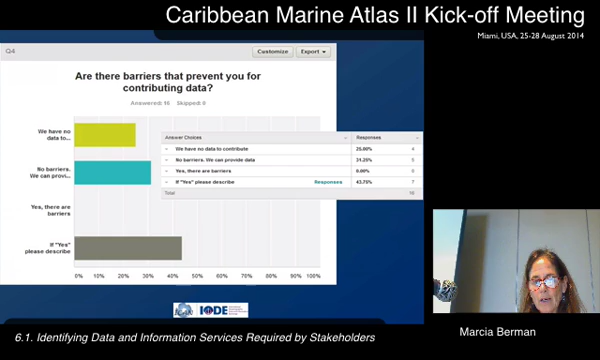 Caribbean Marine Atlas II Kick-off Meeting
Miami, USA, 25-28 August 2014
Q4
Customize
Export
Are there barriers that prevent you for
contributing data?
Answered: 16 Skipped: 0
We have no
data to...
No barriers.
We can provi...
Yes, there are
barriers
If "Yes"
please describe
0% 10% 20% 30% 40% 50% 60% 70% 80% 90% 100%
Answer Choices Responses
We have no data to contribute 25.00% 4
No barriers. We can provide data 31.25% 5
Yes, there are barriers 0.00% 0
If "Yes" please describe Responses 43.75% 7
Total 16
IODE
6.1. Identifying Data and Information Services Required by Stakeholders
Marcia Berman